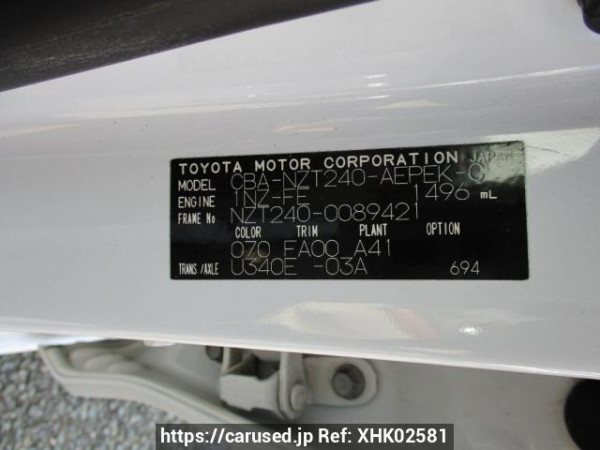 TOYOTA MOTOR CORPORATION JAPAN
MODEL CBA-NZT240-AEPEK-Q
ENGINE 1NZ-FE 1496 mL
FRAME No NZT240-0089421
COLOR TRIM PLANT OPTION
070 EA00 A41
TRANS/AXLE U340E -03A 694
https://carused.jp Ref: XHK02581